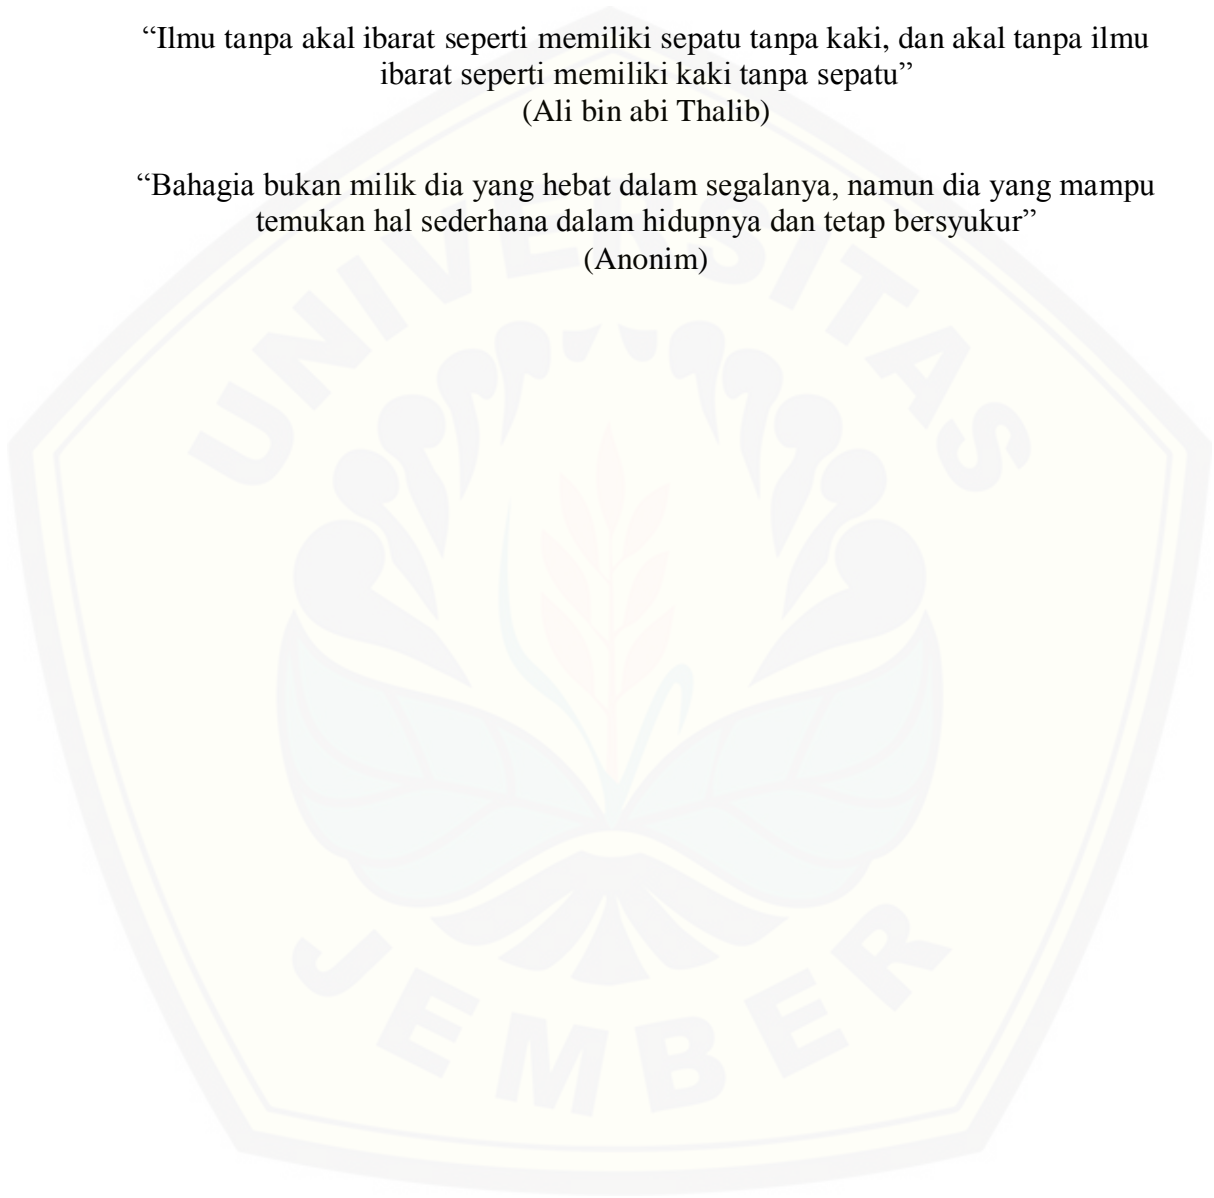 “Ilmu tanpa akal ibarat seperti memiliki sepatu tanpa kaki, dan akal tanpa ilmu
ibarat seperti memiliki kaki tanpa sepatu”
(Ali bin abi Thalib)
“Bahagia bukan milik dia yang hebat dalam segalanya, namun dia yang mampu
temukan hal sederhana dalam hidupnya dan tetap bersyukur”
(Anonim)
UNIVERSITAS
JEMBER